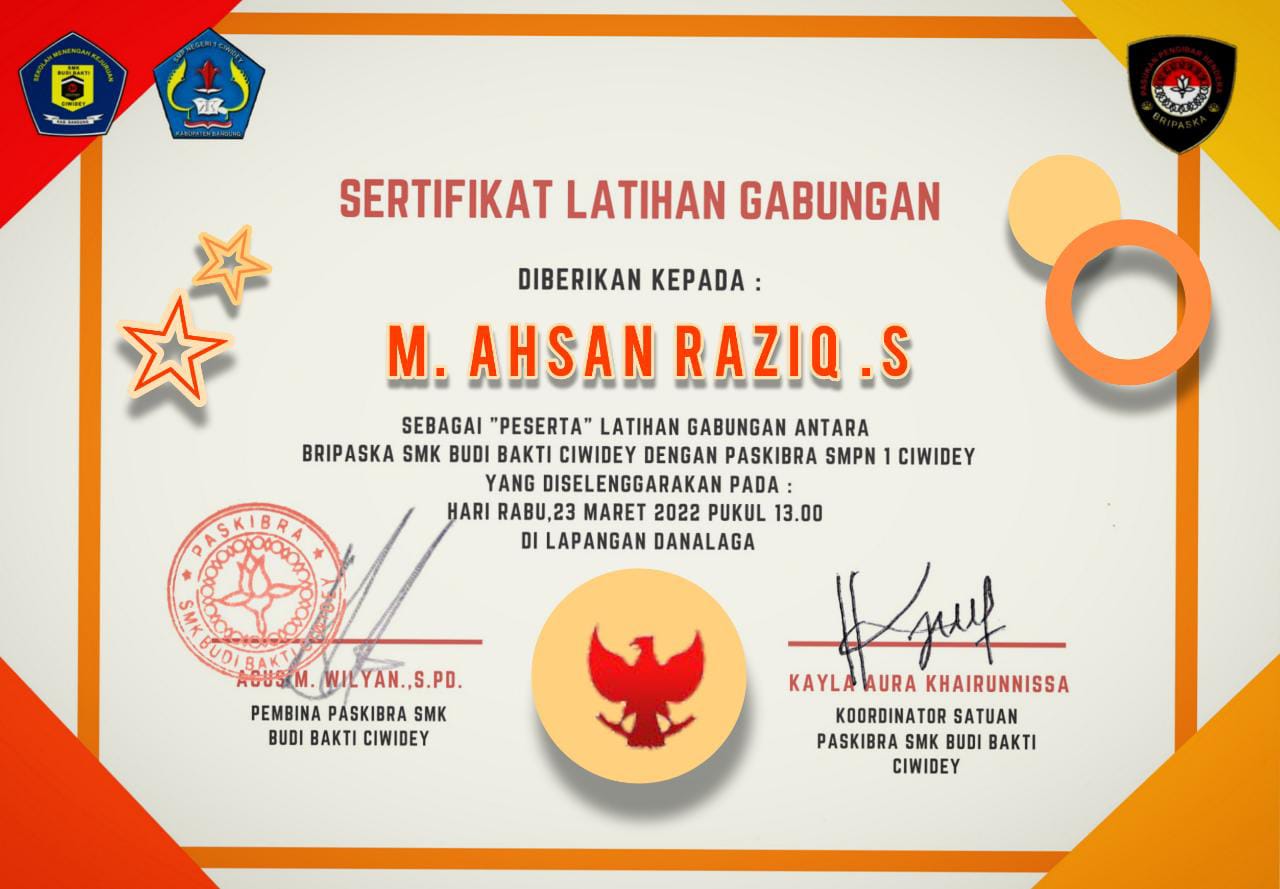 SEKOLAH MENENGAH KEJURUAN
SMK
BUDI BAKTI
CIWIDEY
KAB. BANDUNG
SMP NEGERI 1 CIWIDEY
KABUPATEN BANDUNG
PASUKAN PENGIBAR BENDERA
BRIPASKA
SERTIFIKAT LATIHAN GABUNGAN
DIBERIKAN KEPADA :
M. AHSAN RAZIQ .S
SEBAGAI "PESERTA" LATIHAN GABUNGAN ANTARA
BRIPASKA SMK BUDI BAKTI CIWIDEY DENGAN PASKIBRA SMPN 1 CIWIDEY
YANG DISELENGGARAKAN PADA :
HARI RABU,23 MARET 2022 PUKUL 13.00
DI LAPANGAN DANALAGA
PASKIBRA
SMK BUDI BAKTI CIWIDEY
AGUS M. WILYAN.,S.PD.
PEMBINA PASKIBRA SMK
BUDI BAKTI CIWIDEY
KAYLA AURA KHAIRUNNISSA
KOORDINATOR SATUAN
PASKIBRA SMK BUDI BAKTI
CIWIDEY